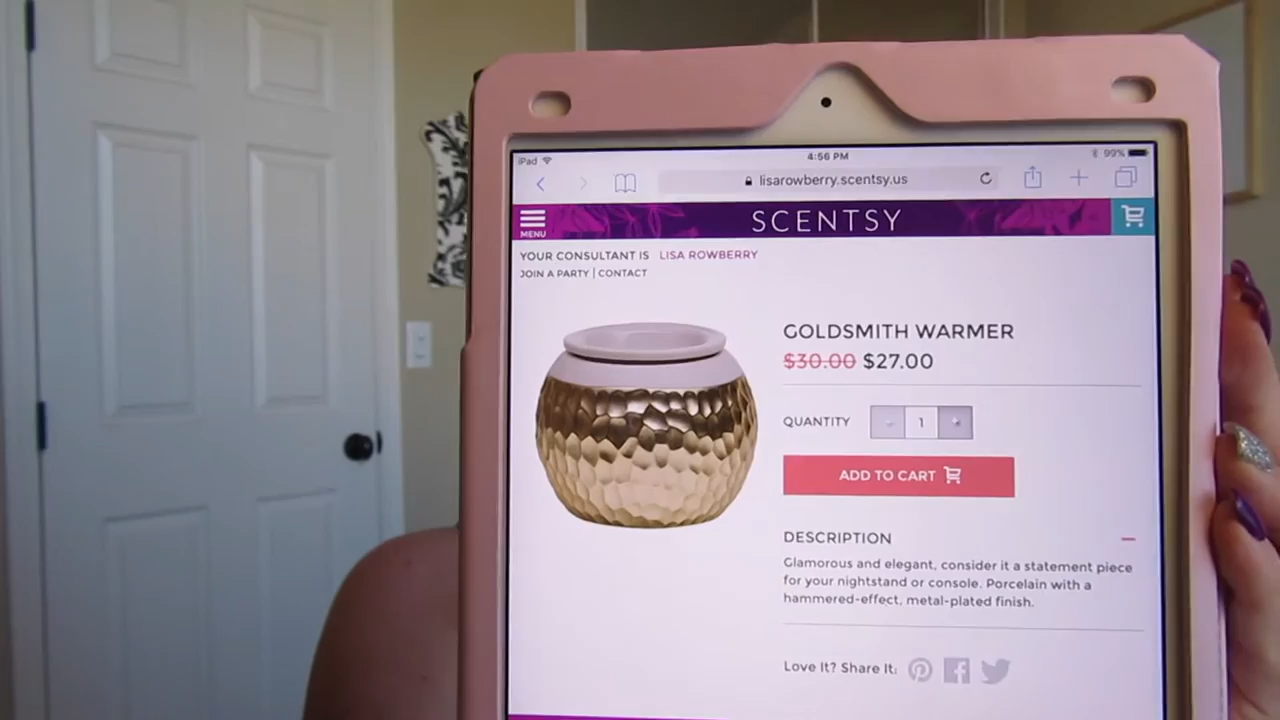 iPad
4:56 PM
99%
lisarowberry.scentsy.us
MENU
SCENTSY
YOUR CONSULTANT IS LISA ROWBERRY
JOIN A PARTY | CONTACT
GOLDSMITH WARMER
$30.00 $27.00
QUANTITY - 1 +
ADD TO CART
DESCRIPTION
Glamorous and elegant, consider it a statement piece
for your nightstand or console. Porcelain with a
hammered-effect, metal-plated finish.
Love It? Share It: